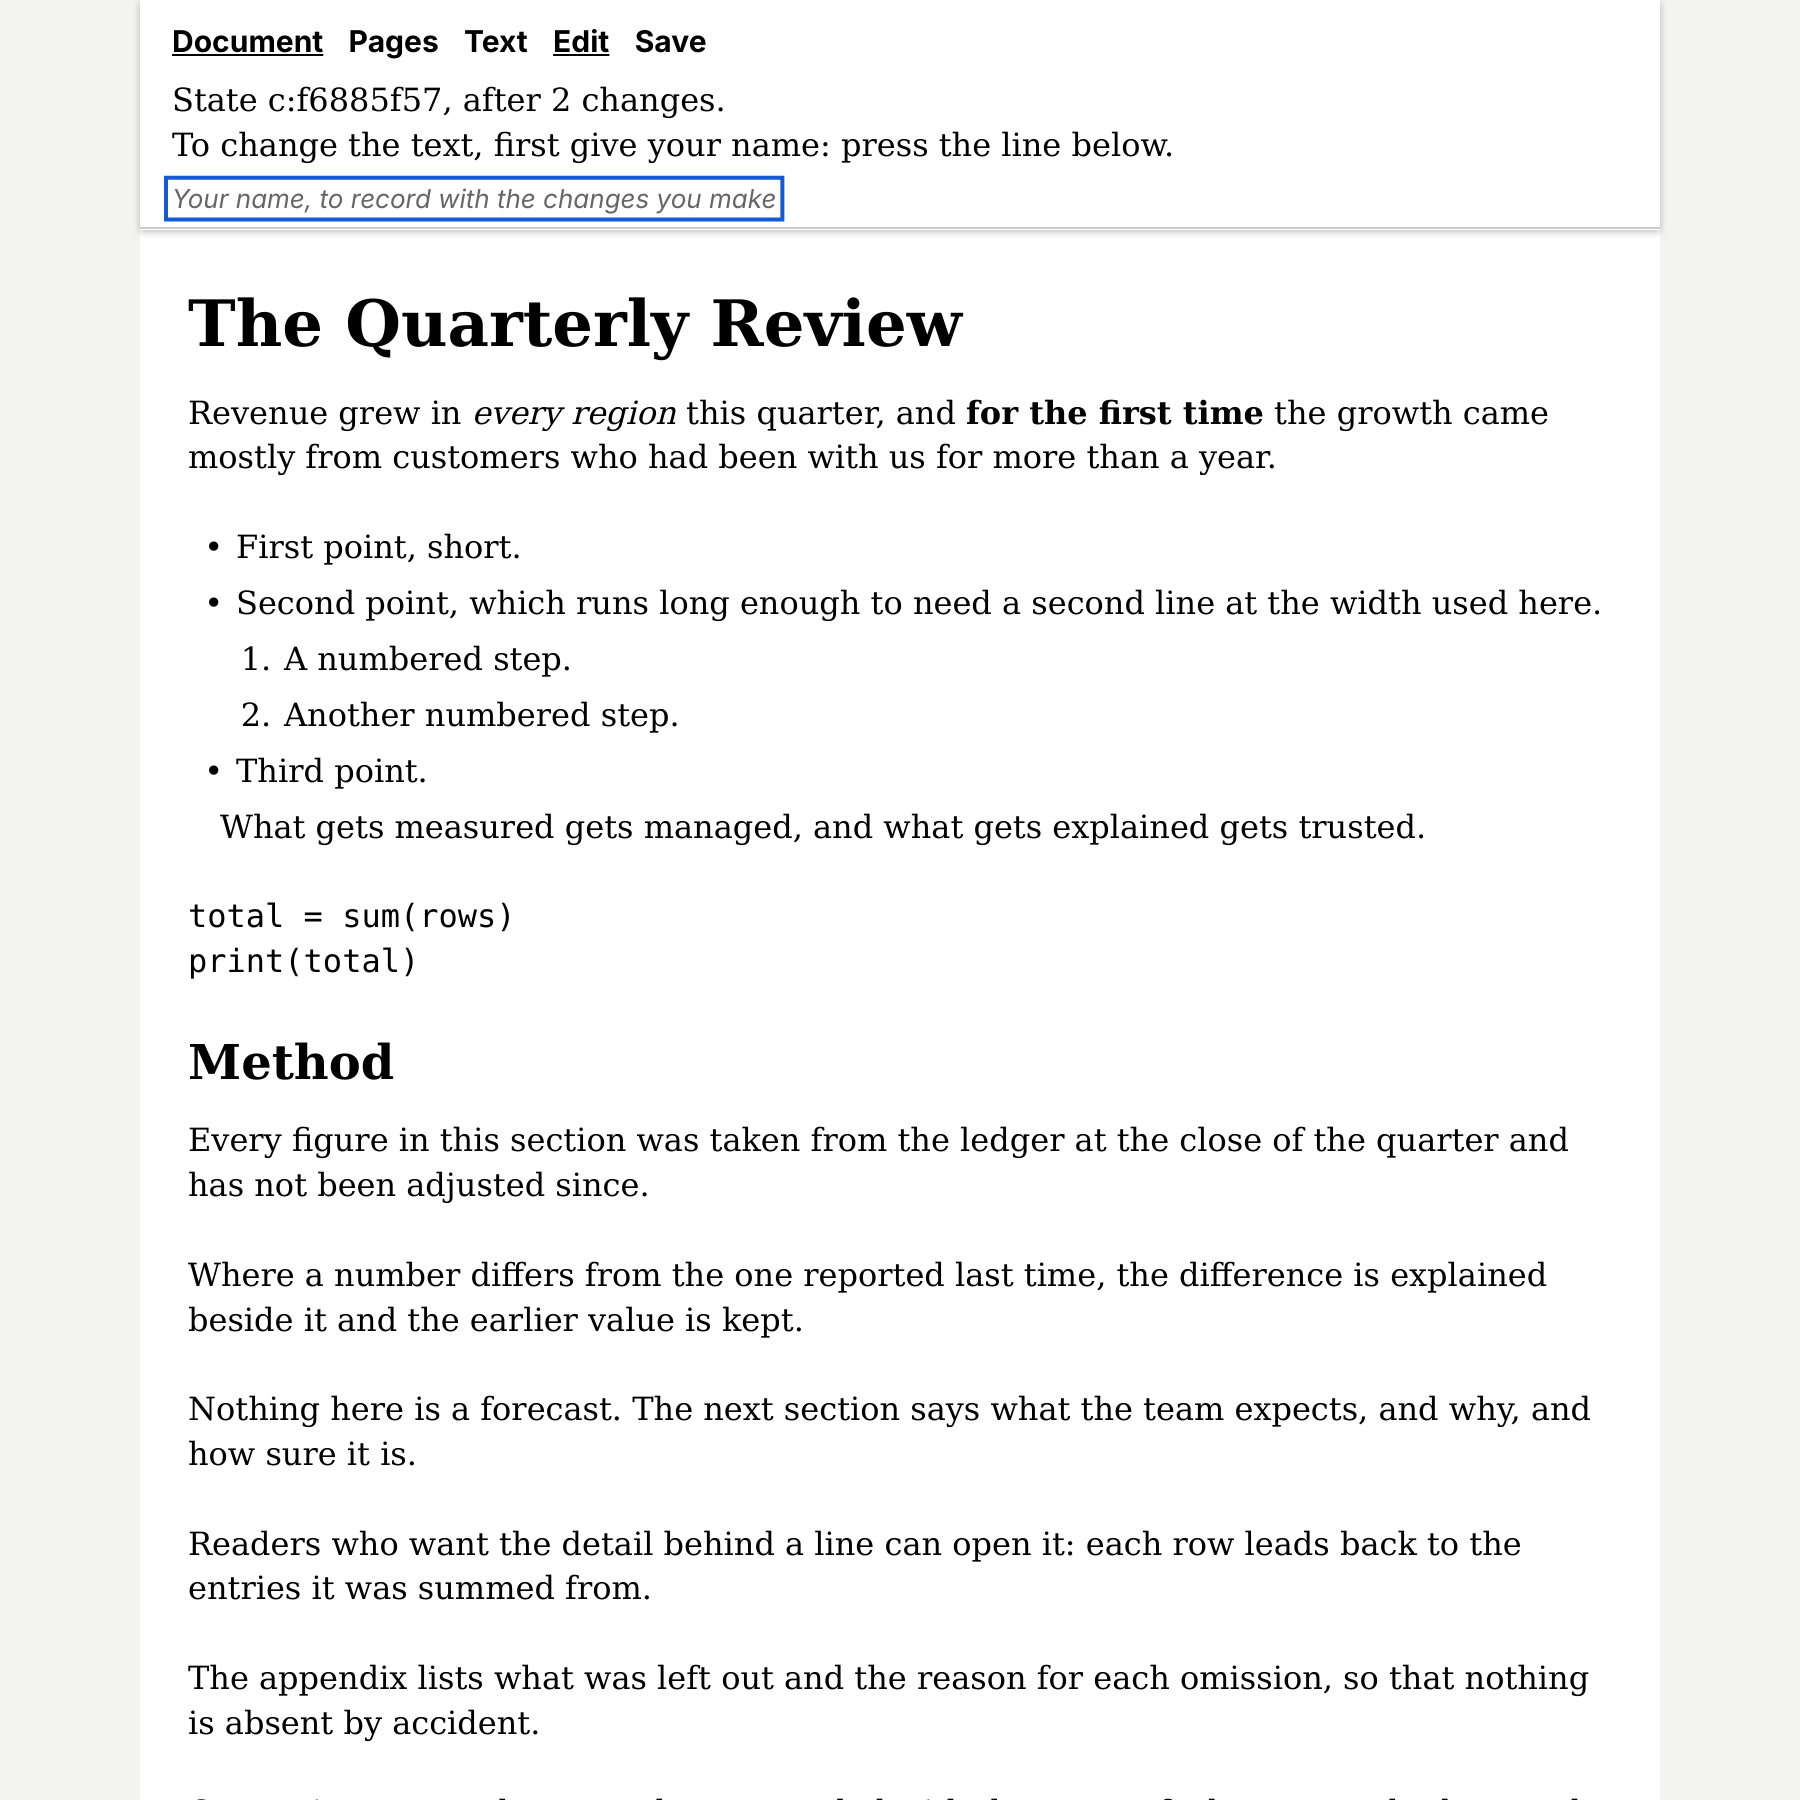 Document Pages Text Edit Save
State c:f6885f57, after 2 changes.
To change the text, first give your name: press the line below.
Your name, to record with the changes you make
The Quarterly Review
Revenue grew in every region this quarter, and for the first time the growth came
mostly from customers who had been with us for more than a year.
• First point, short.
• Second point, which runs long enough to need a second line at the width used here.
1. A numbered step.
2. Another numbered step.
• Third point.
What gets measured gets managed, and what gets explained gets trusted.
total = sum(rows)
print(total)
Method
Every figure in this section was taken from the ledger at the close of the quarter and
has not been adjusted since.
Where a number differs from the one reported last time, the difference is explained
beside it and the earlier value is kept.
Nothing here is a forecast. The next section says what the team expects, and why, and
how sure it is.
Readers who want the detail behind a line can open it: each row leads back to the
entries it was summed from.
The appendix lists what was left out and the reason for each omission, so that nothing
is absent by accident.